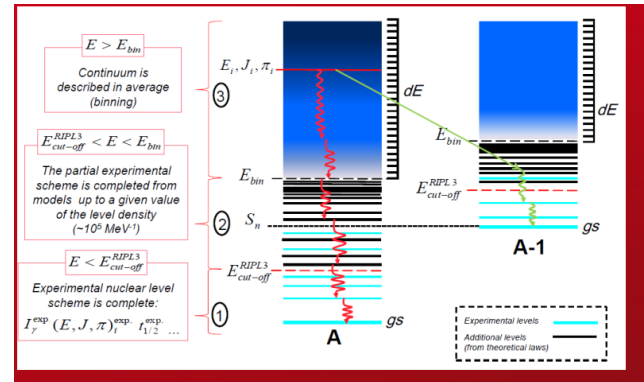 E > E_bin
Continuum is
described in average
(binning)
③
E_cut-off^RIPL3 < E < E_bin
The partial experimental
scheme is completed from
models up to a given value
of the level density
(~10⁵ MeV⁻¹)
②
E < E_cut-off^RIPL3
Experimental nuclear level
scheme is complete:
I_γ^exp. (E, J, π)_i^exp. t_1/2^exp. ...
①
E_i, J_i, π_i
dE
E_bin
S_n
E_cut-off^RIPL3
gs
A
dE
E_bin
E_cut-off^RIPL3
gs
A-1
Experimental levels
Additional levels
(from theoretical laws)